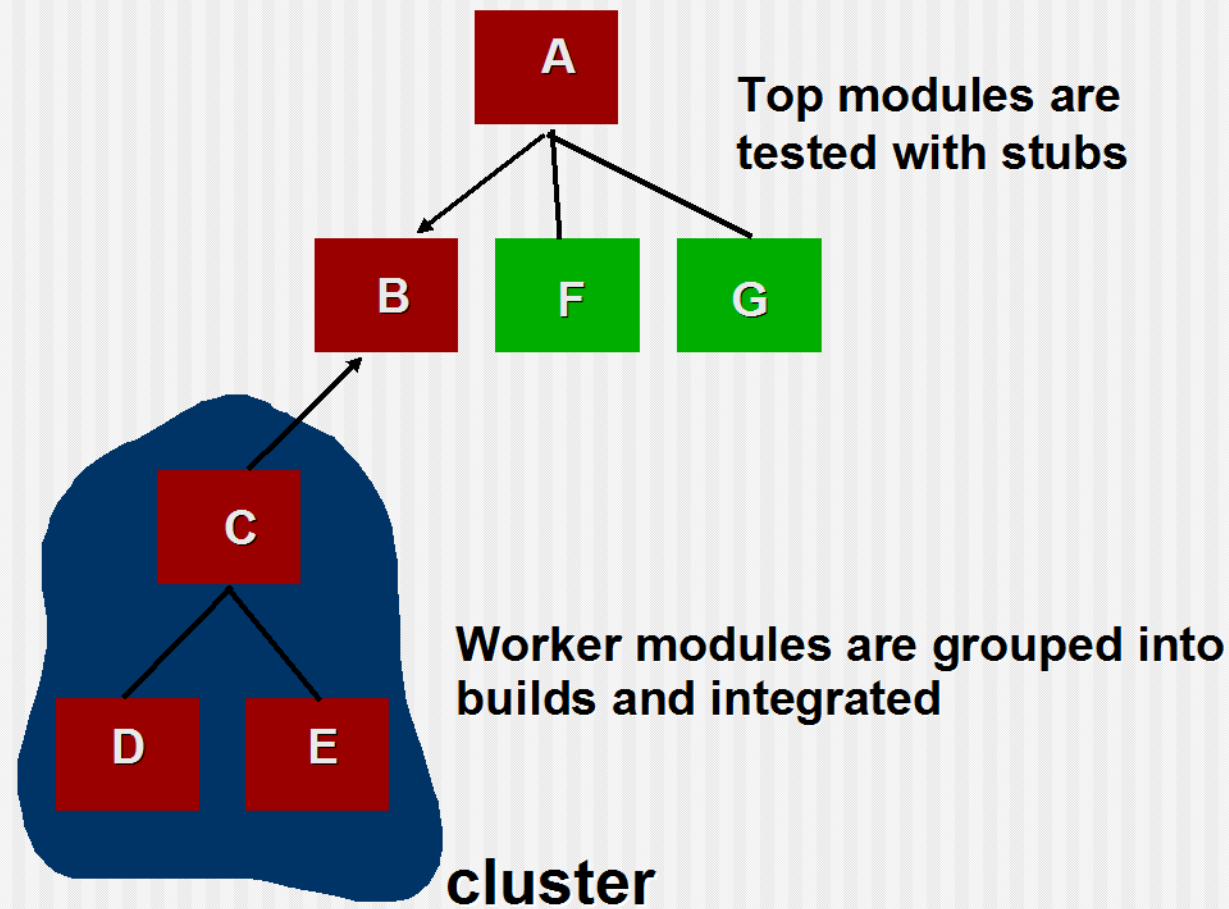 A
Top modules are
tested with stubs
B
F
G
C
Worker modules are grouped into
builds and integrated
D
E
cluster